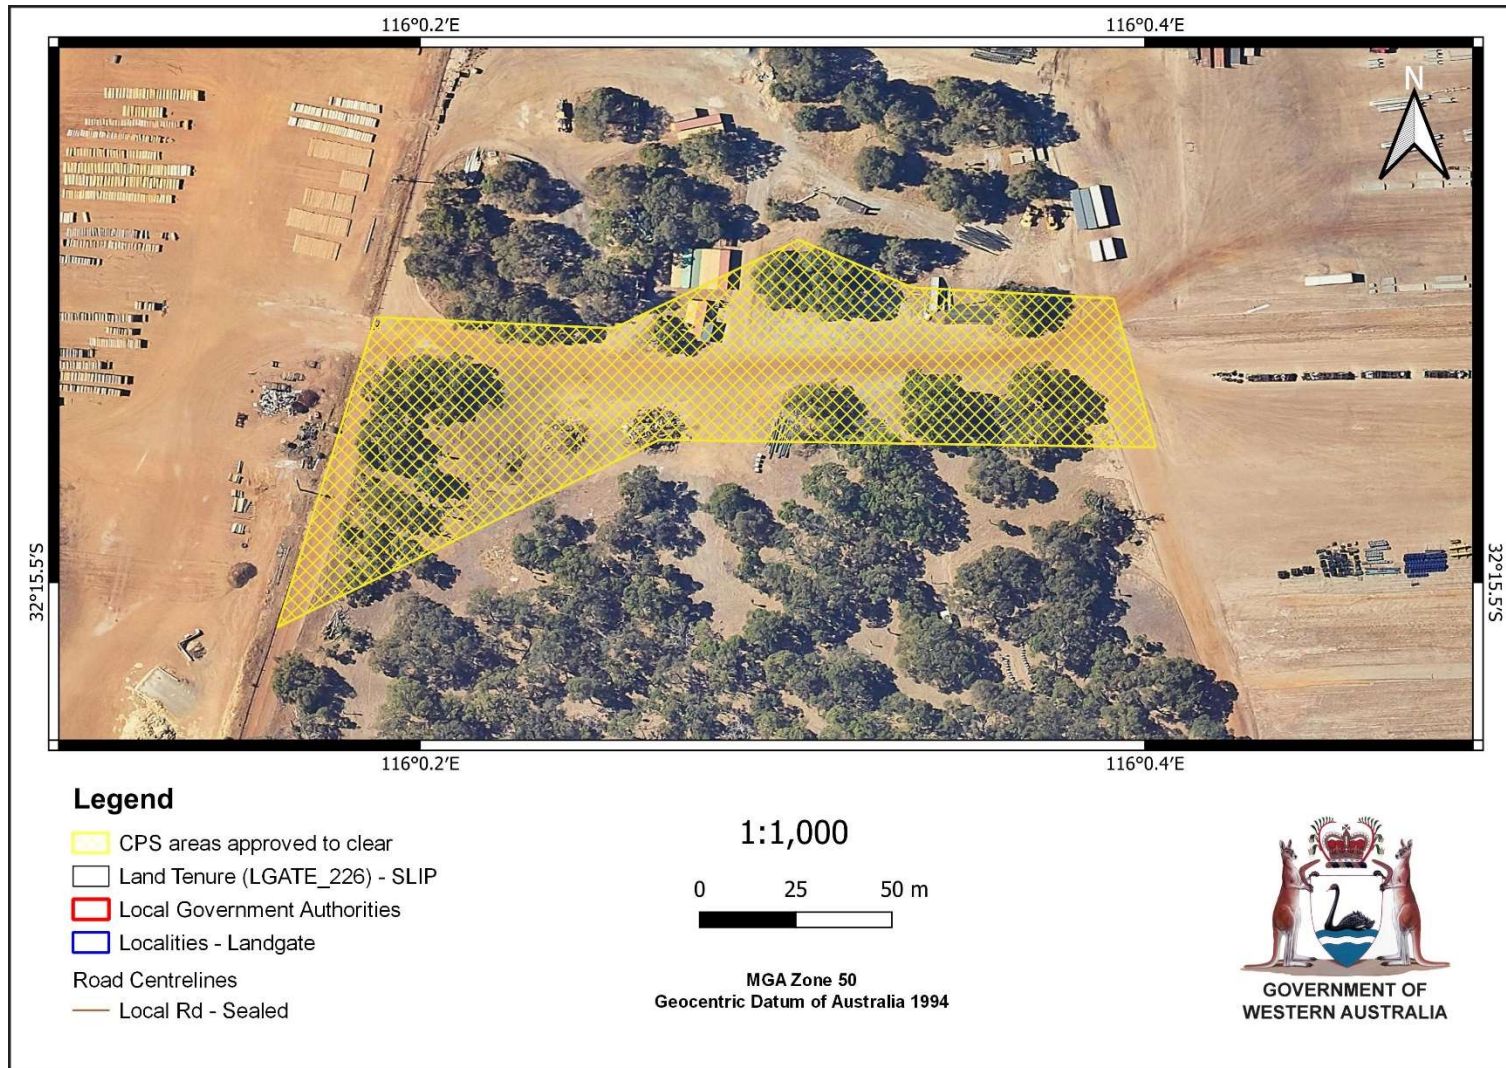 116°0.2'E
116°0.4'E
N
32°15.5'S
32°15.5'S
116°0.2'E
116°0.4'E
Legend
CPS areas approved to clear
Land Tenure (LGATE_226) - SLIP
Local Government Authorities
Localities - Landgate
Road Centrelines
Local Rd - Sealed
1:1,000
0 25 50 m
MGA Zone 50
Geocentric Datum of Australia 1994
GOVERNMENT OF
WESTERN AUSTRALIA